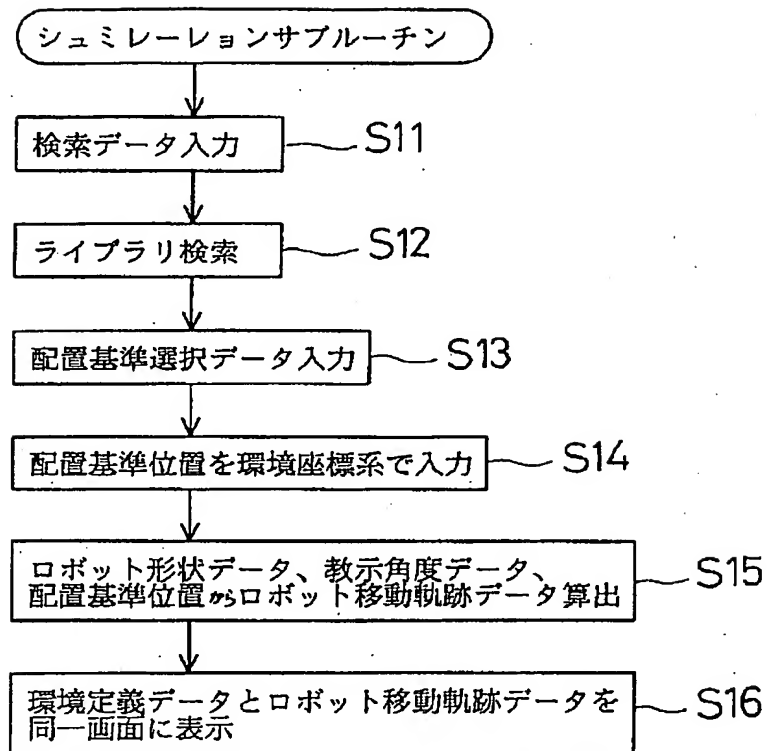 シュミレーションサブルーチン
検索データ入力
S11
ライブラリ検索
S12
配置基準選択データ入力
S13
配置基準位置を環境座標系で入力
S14
ロボット形状データ、教示角度データ、
配置基準位置からロボット移動軌跡データ算出
S15
環境定義データとロボット移動軌跡データを
同一画面に表示
S16